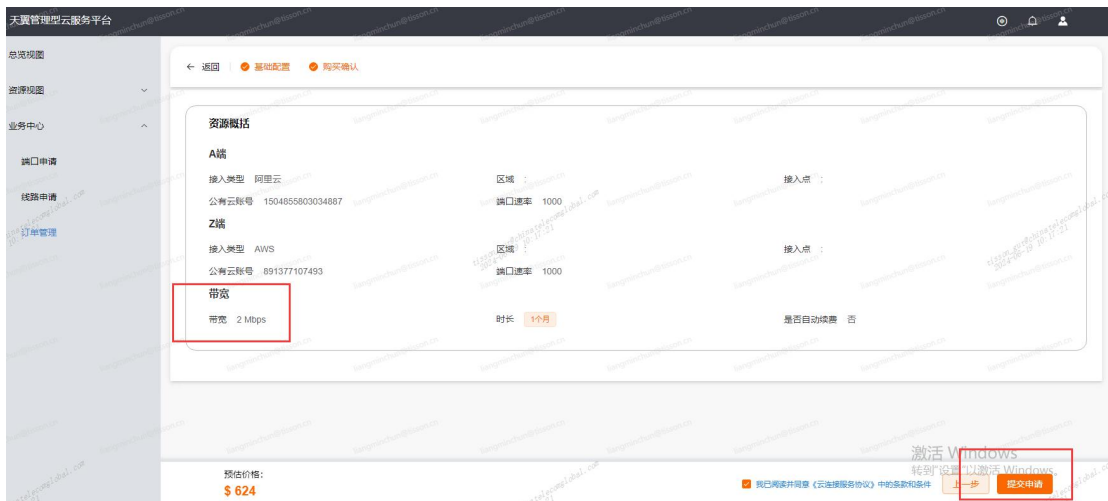 天翼管理型云服务平台
总览视图
资源视图
业务中心
端口申请
线路申请
订单管理
← 返回 基础配置 购买确认
资源概括
A端
接入类型 阿里云 区域 : 接入点 :
公有云账号 1504855803034887 端口速率 1000
Z端
接入类型 AWS 区域 : 接入点 :
公有云账号 891377107493 端口速率 1000
带宽
带宽 2 Mbps 时长 1个月 是否自动续费 否
激活 Windows
转到"设置"以激活 Windows。
预估价格:
$ 624
我已阅读并同意《云连接服务协议》中的条款和条件 上一步 提交申请